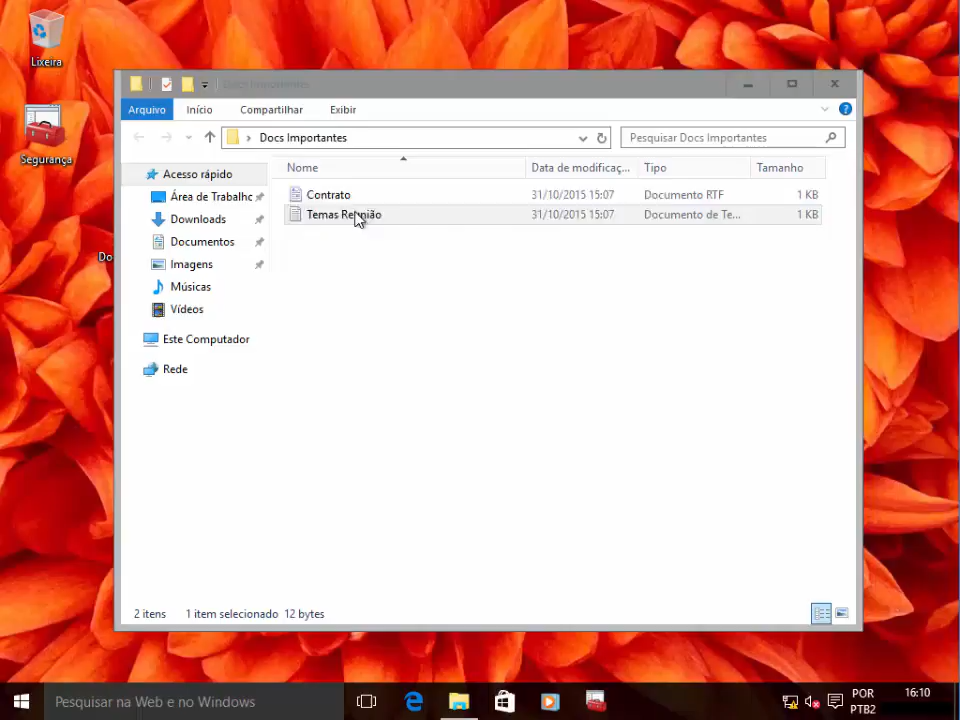 Lixeira
Segurança
Do
Docs Importantes
Arquivo Início Compartilhar Exibir
Docs Importantes
Pesquisar Docs Importantes
Nome Data de modificaç... Tipo Tamanho
Contrato 31/10/2015 15:07 Documento RTF 1 KB
Temas Reunião 31/10/2015 15:07 Documento de Te... 1 KB
Acesso rápido
Área de Trabalho
Downloads
Documentos
Imagens
Músicas
Vídeos
Este Computador
Rede
2 itens 1 item selecionado 12 bytes
Pesquisar na Web e no Windows
POR
PTB2
16:10